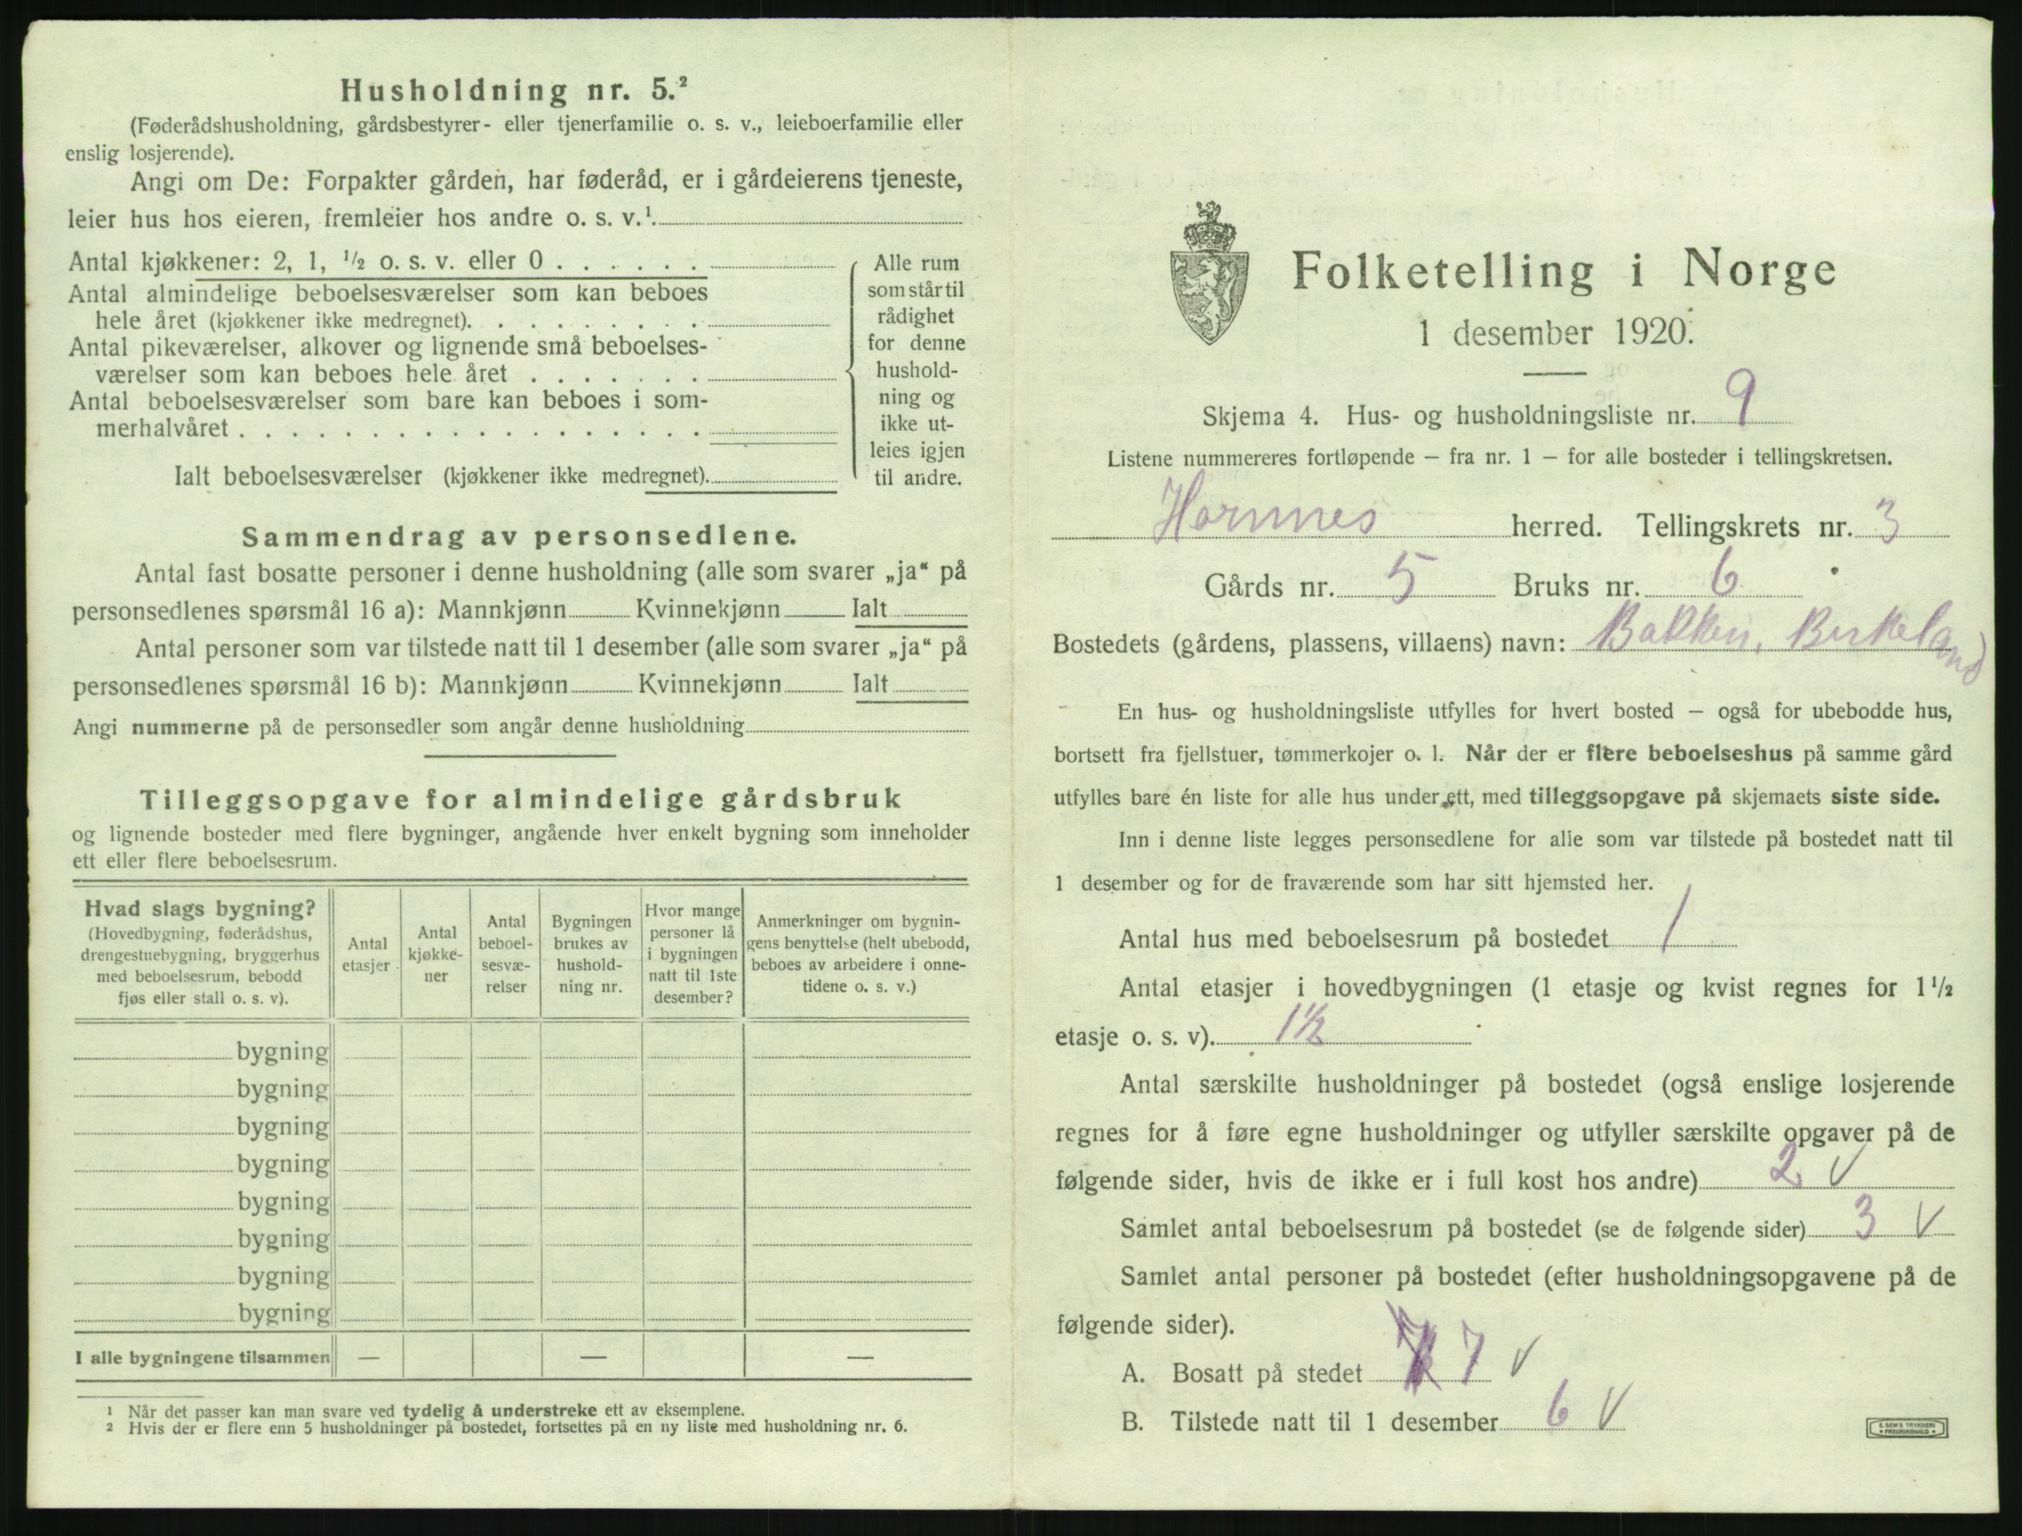 Husholdning nr. 5.²
(Føderådshusholdning, gårdsbestyrer- eller tjenerfamilie o. s. v., leieboerfamilie eller
enslig losjerende).
Angi om De: Forpakter gården, har føderåd, er i gårdeierens tjeneste,
leier hus hos eieren, fremleier hos andre o. s. v.¹
Antal kjøkkener: 2, 1, ½ o. s. v. eller 0 . . . . . .
Antal almindelige beboelsesværelser som kan beboes
hele året (kjøkkener ikke medregnet). . . . . . . . .
Antal pikeværelser, alkover og lignende små beboelses-
værelser som kan beboes hele året . . . . . . .
Antal beboelsesværelser som bare kan beboes i som-
merhalvåret . . . . . . . . . . . . . . . . . .
Ialt beboelsesværelser (kjøkkener ikke medregnet).
Alle rum
som står til
rådighet
for denne
hushold-
ning og
ikke ut-
leies igjen
til andre.
Sammendrag av personsedlene.
Antal fast bosatte personer i denne husholdning (alle som svarer „ja“ på
personsedlenes spørsmål 16 a): Mannkjønn Kvinnekjønn Ialt
Antal personer som var tilstede natt til 1 desember (alle som svarer „ja“ på
personsedlenes spørsmål 16 b): Mannkjønn Kvinnekjønn Ialt
Angi nummerne på de personsedler som angår denne husholdning
Tilleggsopgave for almindelige gårdsbruk
og lignende bosteder med flere bygninger, angående hver enkelt bygning som inneholder
ett eller flere beboelsesrum.
Hvad slags bygning?
(Hovedbygning, føderådshus,
drengestuebygning, bryggerhus
med beboelsesrum, bebodd
fjøs eller stall o. s. v).
Antal
etasjer
Antal
kjøkke-
ner
Antal
beboel-
sesvæ-
relser
Bygningen
brukes av
hushold-
ning nr.
Hvor mange
personer lå
i bygningen
natt til 1ste
desember?
Anmerkninger om bygnin-
gens benyttelse (helt ubebodd,
beboes av arbeidere i onne-
tidene o. s. v.)
bygning
bygning
bygning
bygning
bygning
bygning
bygning
bygning
I alle bygningene tilsammen — — —
¹ Når det passer kan man svare ved tydelig å understreke ett av eksemplene.
² Hvis der er flere enn 5 husholdninger på bostedet, fortsettes på en ny liste med husholdning nr. 6.
Folketelling i Norge
1 desember 1920.
Skjema 4. Hus- og husholdningsliste nr. 9
Listene nummereres fortløpende — fra nr. 1 — for alle bosteder i tellingskretsen.
Hornnes herred. Tellingskrets nr. 3
Gårds nr. 5 Bruks nr. 6
Bostedets (gårdens, plassens, villaens) navn: Bakken, Birkeland
En hus- og husholdningsliste utfylles for hvert bosted — også for ubebodde hus,
bortsett fra fjellstuer, tømmerkojer o. l. Når der er flere beboelseshus på samme gård
utfylles bare én liste for alle hus under ett, med tilleggsopgave på skjemaets siste side.
Inn i denne liste legges personsedlene for alle som var tilstede på bostedet natt til
1 desember og for de fraværende som har sitt hjemsted her.
Antal hus med beboelsesrum på bostedet 1
Antal etasjer i hovedbygningen (1 etasje og kvist regnes for 1½
etasje o. s. v). 1½
Antal særskilte husholdninger på bostedet (også enslige losjerende
regnes for å føre egne husholdninger og utfyller særskilte opgaver på de
følgende sider, hvis de ikke er i full kost hos andre) 2 V
Samlet antal beboelsesrum på bostedet (se de følgende sider) 3 V
Samlet antal personer på bostedet (efter husholdningsopgavene på de
følgende sider).
A. Bosatt på stedet 7 V
B. Tilstede natt til 1 desember 6 V
E. SEM'S TRYKKERI
FREDRIKSHALD